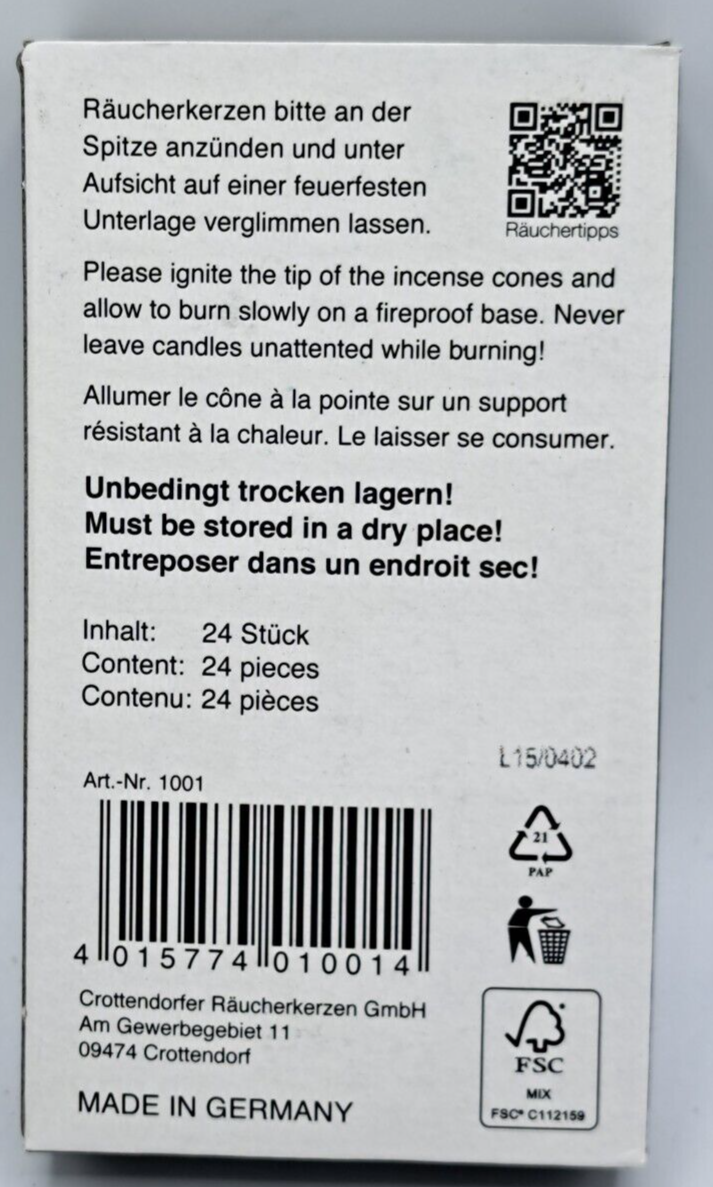 Räucherkerzen bitte an der
Spitze anzünden und unter
Aufsicht auf einer feuerfesten
Unterlage verglimmen lassen.
Räuchertipps
Please ignite the tip of the incense cones and
allow to burn slowly on a fireproof base. Never
leave candles unattented while burning!
Allumer le cône à la pointe sur un support
résistant à la chaleur. Le laisser se consumer.
Unbedingt trocken lagern!
Must be stored in a dry place!
Entreposer dans un endroit sec!
Inhalt: 24 Stück
Content: 24 pieces
Contenu: 24 pièces
L15/0402
Art.-Nr. 1001
21
PAP
4 015774 010014
Crottendorfer Räucherkerzen GmbH
Am Gewerbegebiet 11
09474 Crottendorf
MADE IN GERMANY
FSC
MIX
FSC® C112159